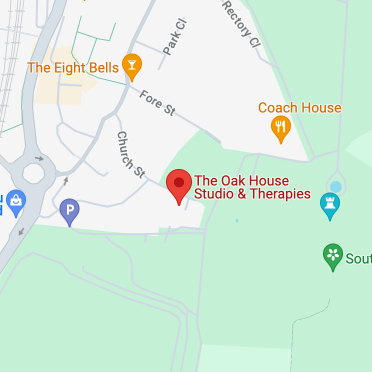 Rectory Cl
Park Cl
The Eight Bells
Fore St
Coach House
Church St
The Oak House
Studio & Therapies
P
Sout